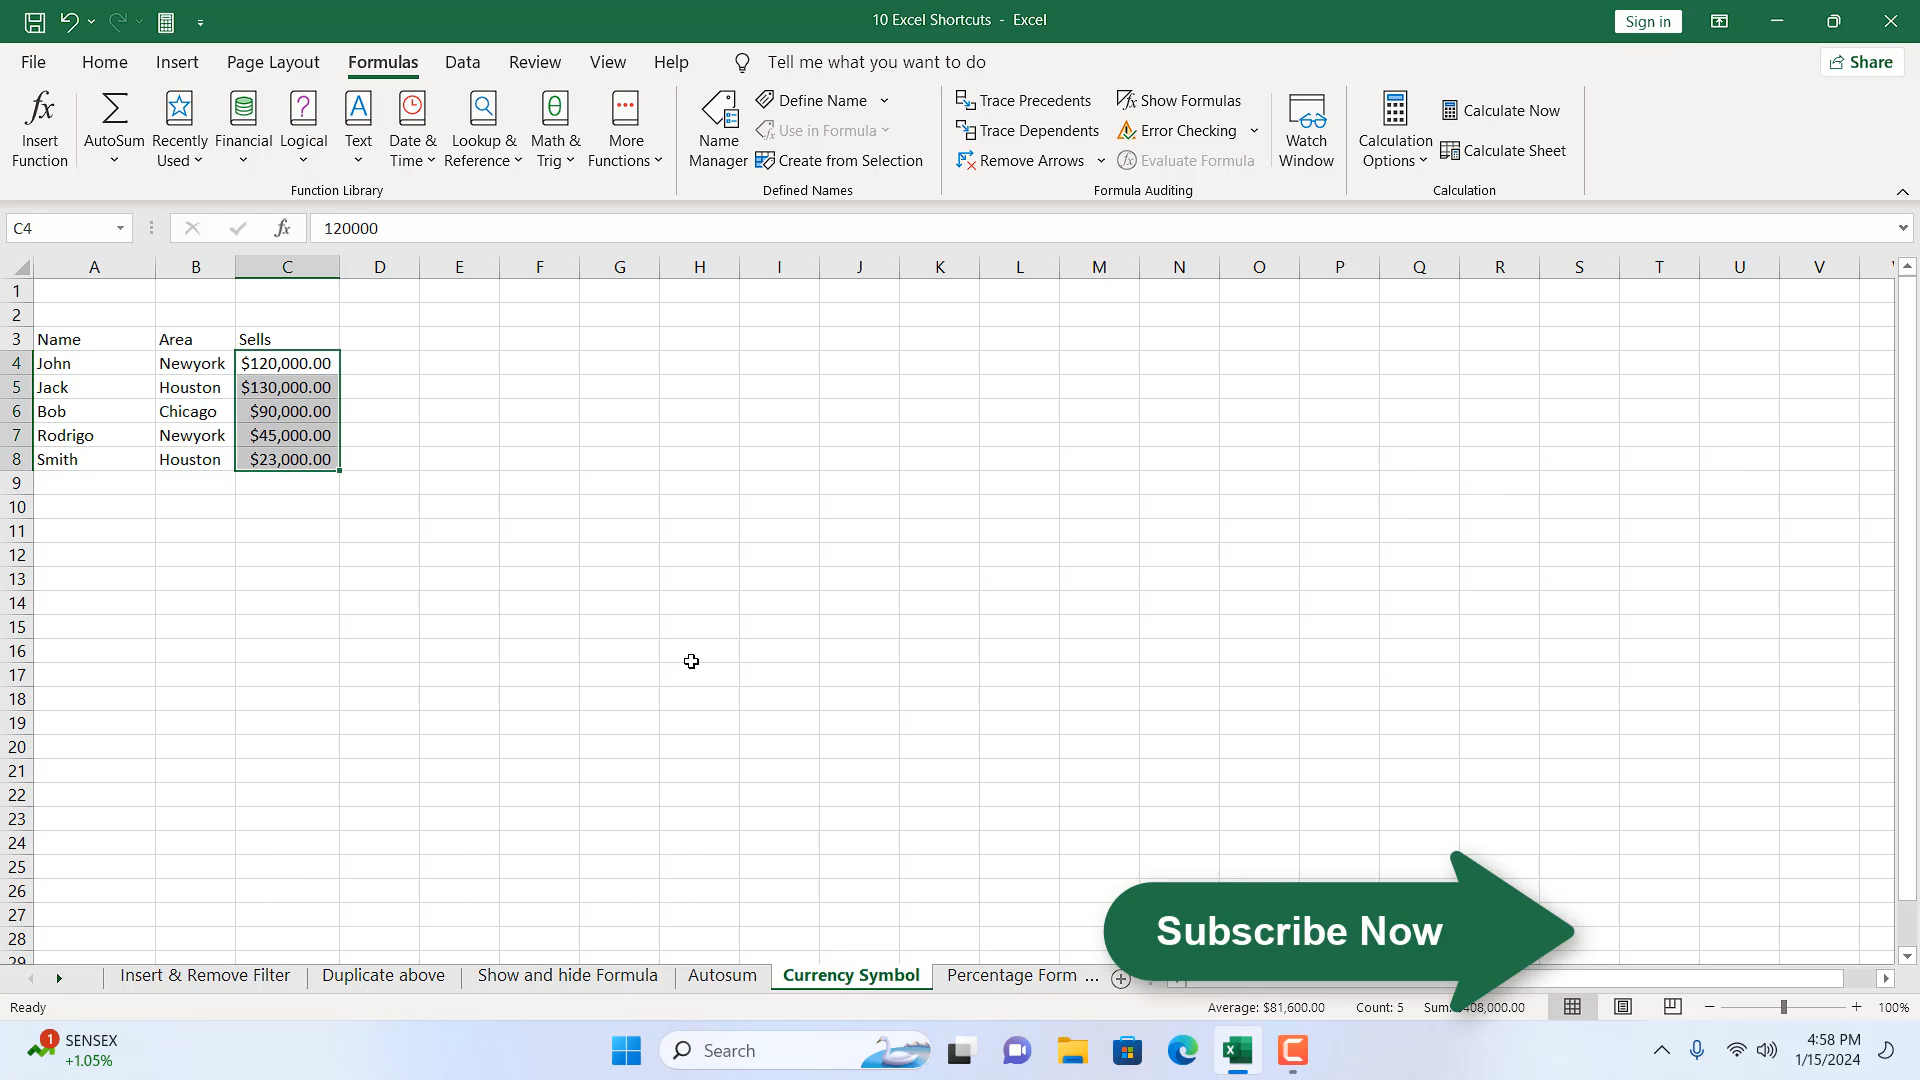 10 Excel Shortcuts - Excel
Sign in
File Home Insert Page Layout Formulas Data Review View Help Tell me what you want to do
Share
Insert Function
AutoSum
Recently Used
Financial
Logical
Text
Date & Time
Lookup & Reference
Math & Trig
More Functions
Function Library
Name Manager
Define Name
Use in Formula
Create from Selection
Defined Names
Trace Precedents
Trace Dependents
Remove Arrows
Show Formulas
Error Checking
Evaluate Formula
Formula Auditing
Watch Window
Calculation Options
Calculate Now
Calculate Sheet
Calculation
C4 fx 120000
A B C D E F G H I J K L M N O P Q R S T U V
1
2
3 Name Area Sells
4 John Newyork $120,000.00
5 Jack Houston $130,000.00
6 Bob Chicago $90,000.00
7 Rodrigo Newyork $45,000.00
8 Smith Houston $23,000.00
9
10
11
12
13
14
15
16
17
18
19
20
21
22
23
24
25
26
27
28
29
Subscribe Now
Insert & Remove Filter Duplicate above Show and hide Formula Autosum Currency Symbol Percentage Form ...
Ready Average: $81,600.00 Count: 5 Sum: $408,000.00 100%
1 SENSEX
+1.05%
Search
4:58 PM
1/15/2024